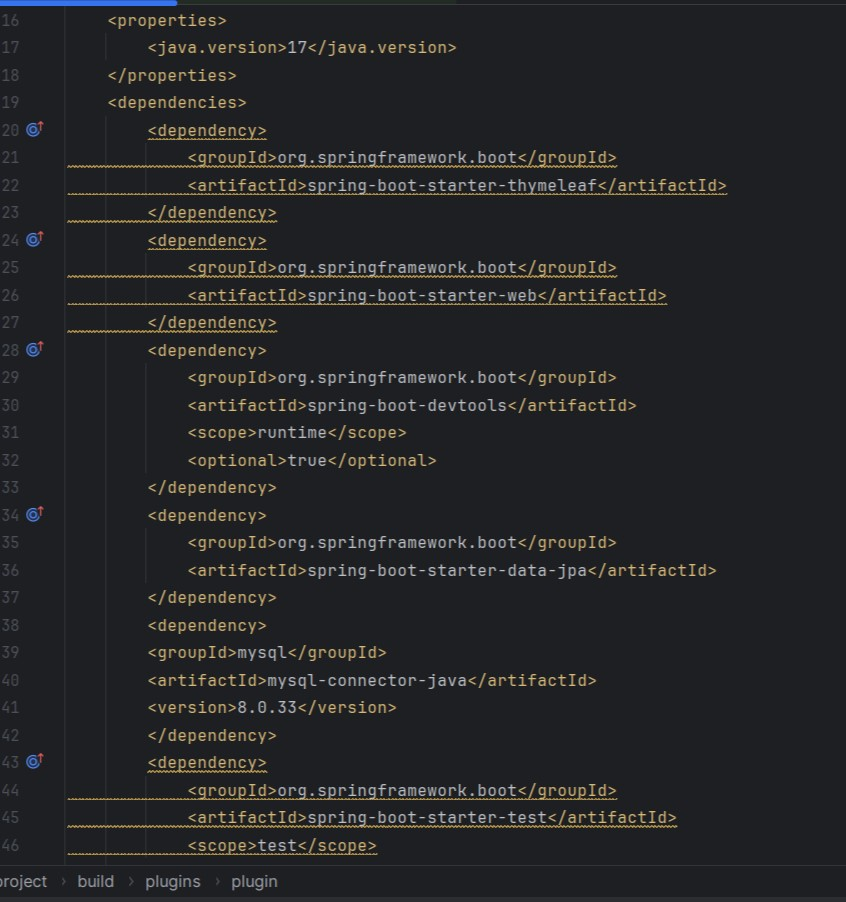 16 <properties>
17 <java.version>17</java.version>
18 </properties>
19 <dependencies>
20 <dependency>
21 <groupId>org.springframework.boot</groupId>
22 <artifactId>spring-boot-starter-thymeleaf</artifactId>
23 </dependency>
24 <dependency>
25 <groupId>org.springframework.boot</groupId>
26 <artifactId>spring-boot-starter-web</artifactId>
27 </dependency>
28 <dependency>
29 <groupId>org.springframework.boot</groupId>
30 <artifactId>spring-boot-devtools</artifactId>
31 <scope>runtime</scope>
32 <optional>true</optional>
33 </dependency>
34 <dependency>
35 <groupId>org.springframework.boot</groupId>
36 <artifactId>spring-boot-starter-data-jpa</artifactId>
37 </dependency>
38 <dependency>
39 <groupId>mysql</groupId>
40 <artifactId>mysql-connector-java</artifactId>
41 <version>8.0.33</version>
42 </dependency>
43 <dependency>
44 <groupId>org.springframework.boot</groupId>
45 <artifactId>spring-boot-starter-test</artifactId>
46 <scope>test</scope>
roject › build › plugins › plugin